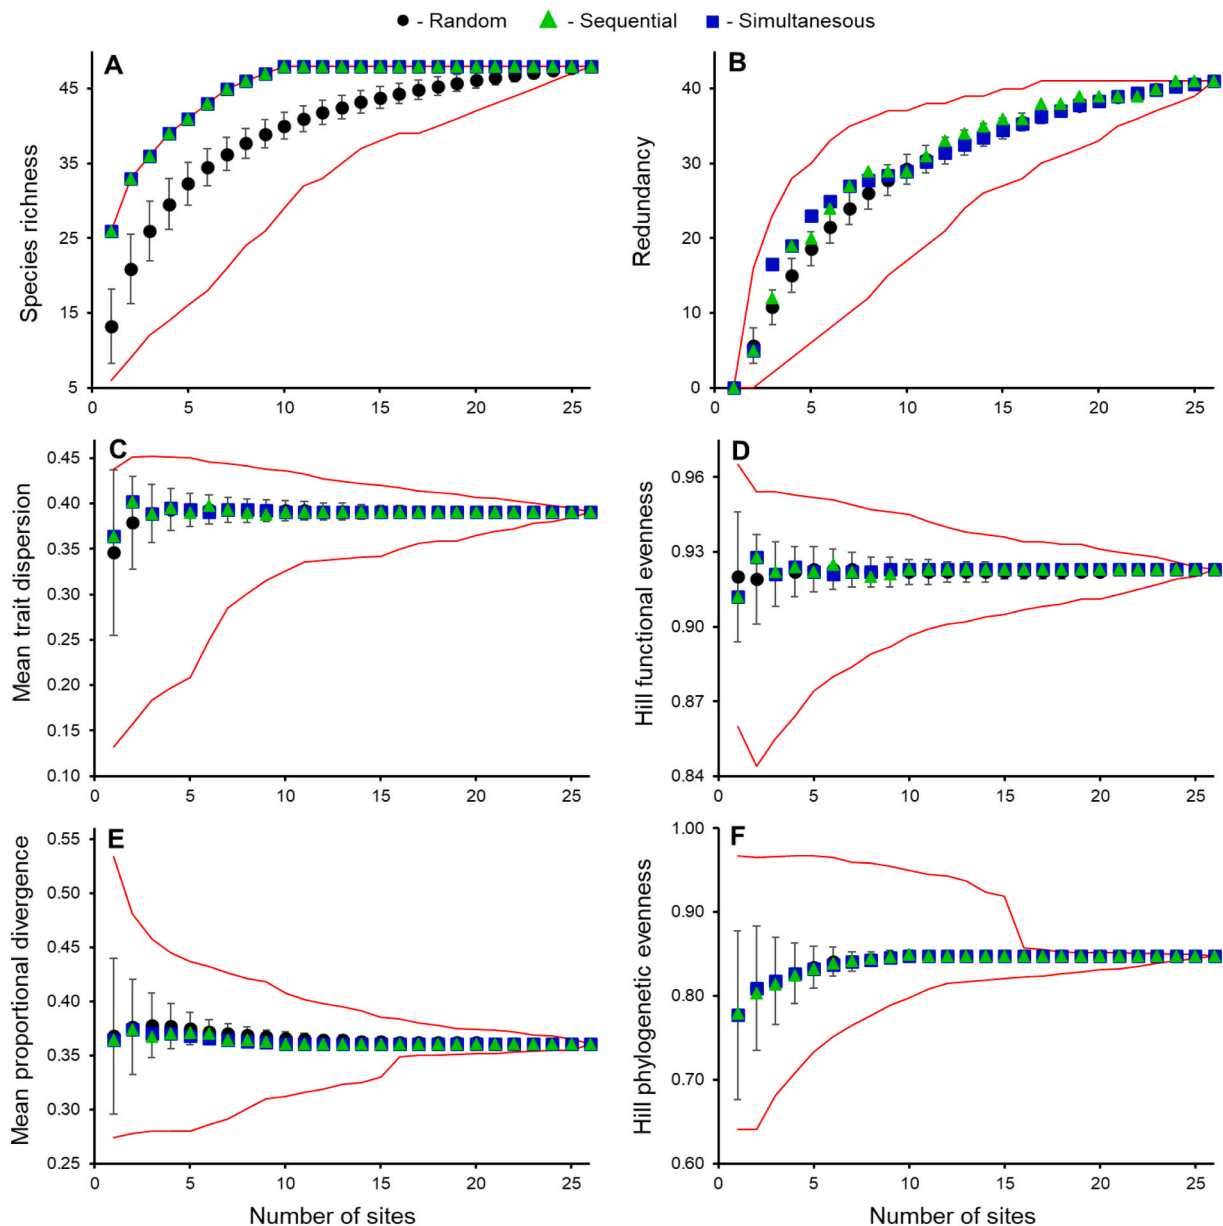 - Random - Sequential - Simultanesous
A B
45
35
25
15
5
0 5 10 15 20 25
Species richness
40
30
20
10
0
0 5 10 15 20 25
Redundancy
C D
0.45
0.40
0.35
0.30
0.25
0.20
0.15
0.10
0 5 10 15 20 25
Mean trait dispersion
0.96
0.93
0.90
0.87
0.84
0 5 10 15 20 25
Hill functional evenness
E F
0.55
0.50
0.45
0.40
0.35
0.30
0.25
0 5 10 15 20 25
Mean proportional divergence
Number of sites
1.00
0.90
0.80
0.70
0.60
0 5 10 15 20 25
Hill phylogenetic evenness
Number of sites